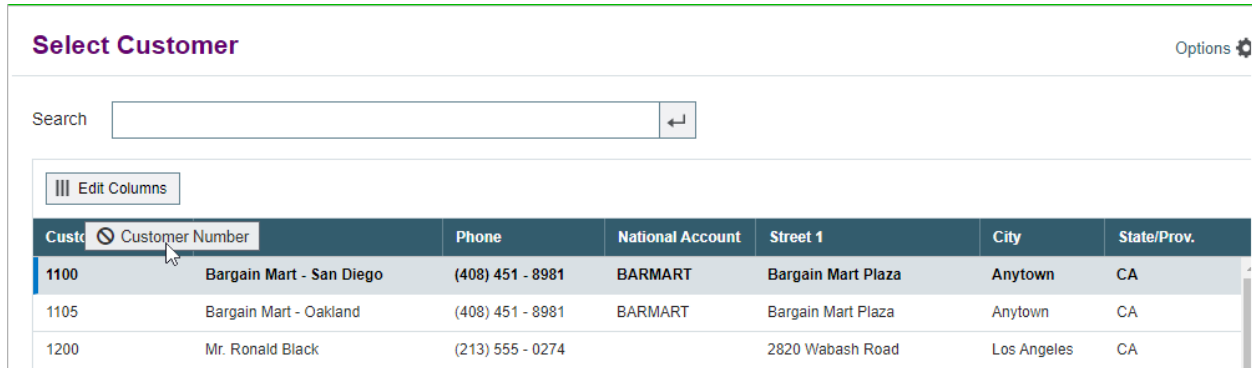 Select Customer
Options
Search
Edit Columns
Custo Customer Number Phone National Account Street 1 City State/Prov.
1100 Bargain Mart - San Diego (408) 451 - 8981 BARMART Bargain Mart Plaza Anytown CA
1105 Bargain Mart - Oakland (408) 451 - 8981 BARMART Bargain Mart Plaza Anytown CA
1200 Mr. Ronald Black (213) 555 - 0274 2820 Wabash Road Los Angeles CA